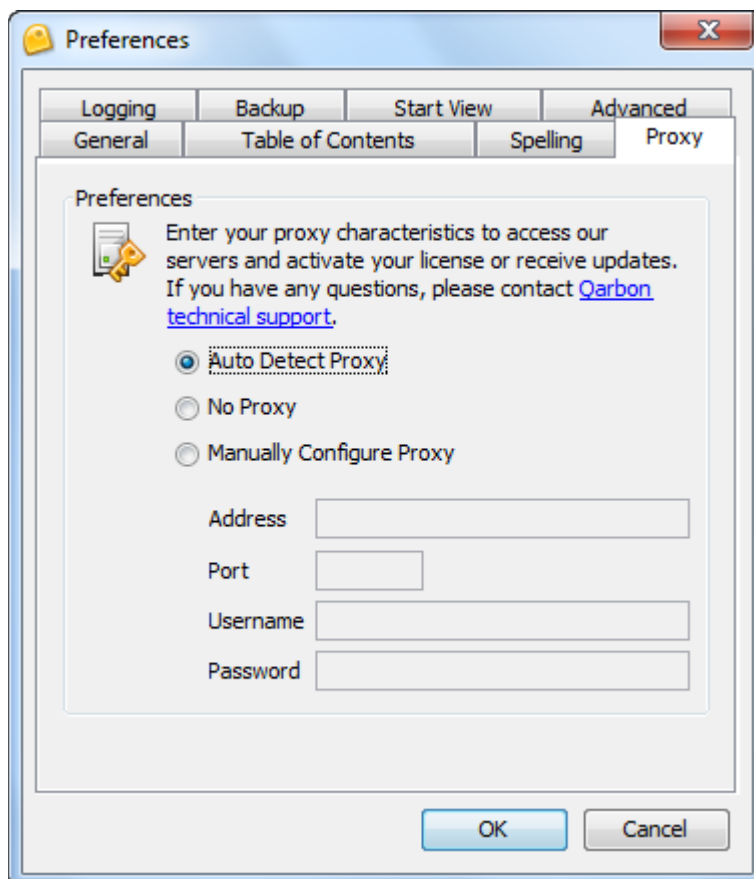 Preferences
Logging Backup Start View Advanced
General Table of Contents Spelling Proxy
Preferences
Enter your proxy characteristics to access our
servers and activate your license or receive updates.
If you have any questions, please contact Qarbon
technical support.
Auto Detect Proxy
No Proxy
Manually Configure Proxy
Address
Port
Username
Password
OK Cancel